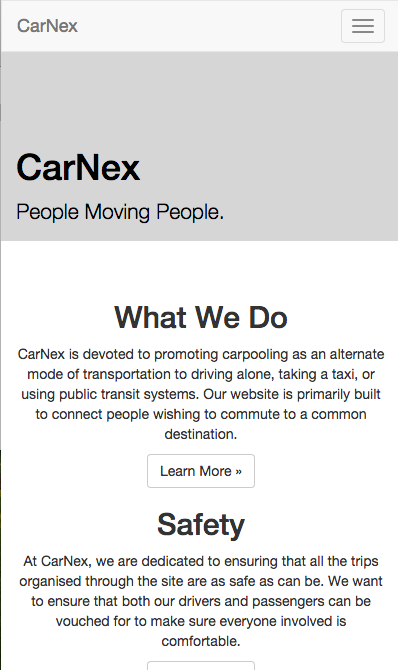 CarNex
CarNex
People Moving People.
What We Do
CarNex is devoted to promoting carpooling as an alternate
mode of transportation to driving alone, taking a taxi, or
using public transit systems. Our website is primarily built
to connect people wishing to commute to a common
destination.
Learn More »
Safety
At CarNex, we are dedicated to ensuring that all the trips
organised through the site are as safe as can be. We want
to ensure that both our drivers and passengers can be
vouched for to make sure everyone involved is
comfortable.